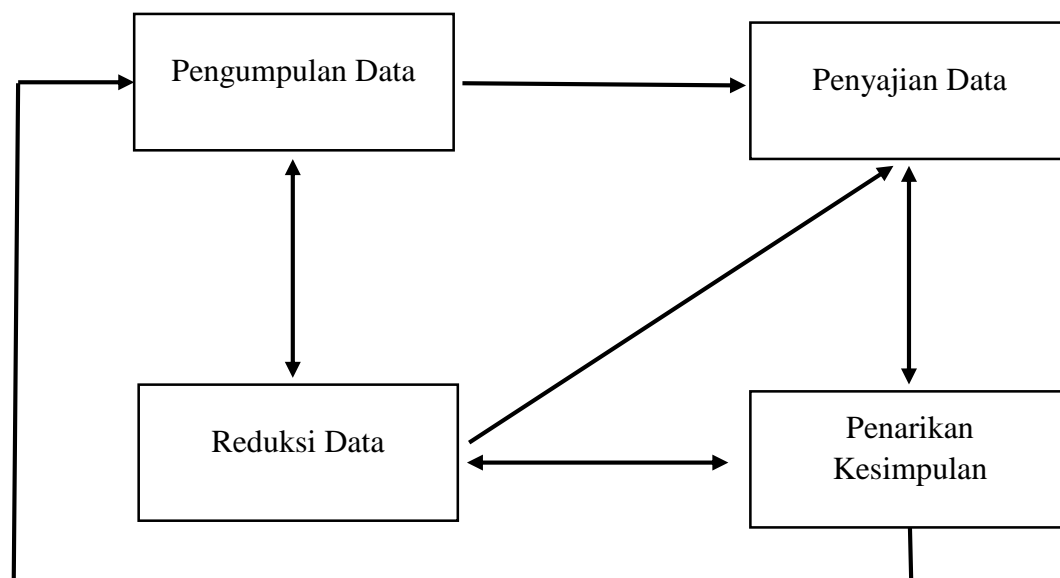 Pengumpulan Data
Penyajian Data
Reduksi Data
Penarikan
Kesimpulan